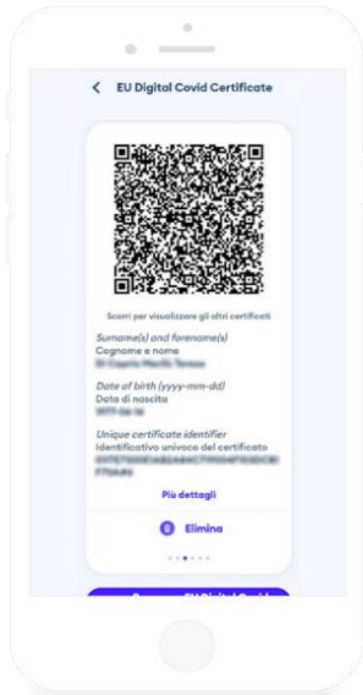 EU Digital Covid Certificate
Scorri per visualizzare gli altri certificati
Surname(s) and forename(s)
Cognome e nome
Date of birth (yyyy-mm-dd)
Data di nascita
Unique certificate identifier
Identificativo univoco del certificato
Più dettagli
Elimina